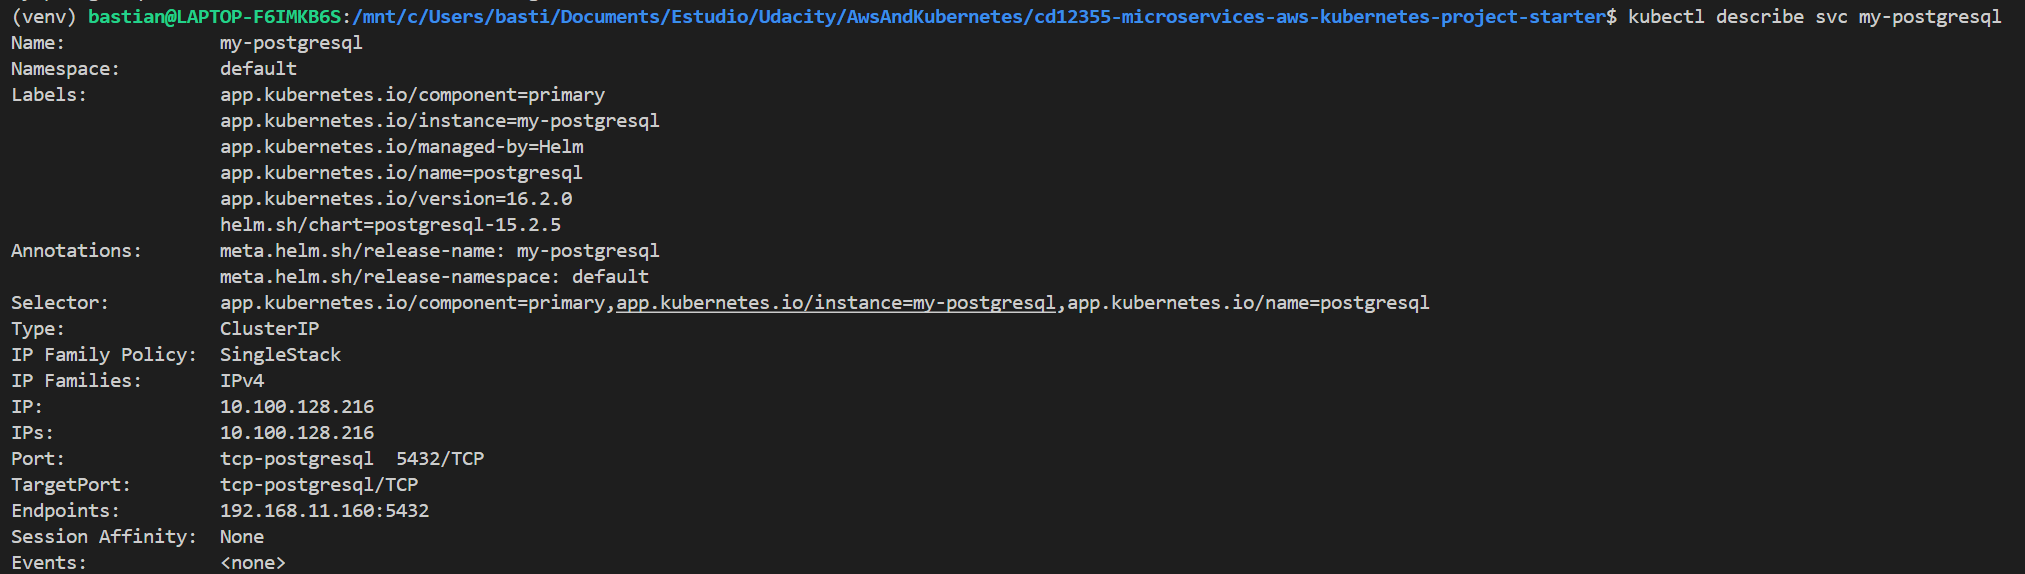 (venv) bastian@LAPTOP-F6IMKB6S:/mnt/c/Users/basti/Documents/Estudio/Udacity/AwsAndKubernetes/cd12355-microservices-aws-kubernetes-project-starter$ kubectl describe svc my-postgresql
Name:              my-postgresql
Namespace:         default
Labels:            app.kubernetes.io/component=primary
                   app.kubernetes.io/instance=my-postgresql
                   app.kubernetes.io/managed-by=Helm
                   app.kubernetes.io/name=postgresql
                   app.kubernetes.io/version=16.2.0
                   helm.sh/chart=postgresql-15.2.5
Annotations:       meta.helm.sh/release-name: my-postgresql
                   meta.helm.sh/release-namespace: default
Selector:          app.kubernetes.io/component=primary,app.kubernetes.io/instance=my-postgresql,app.kubernetes.io/name=postgresql
Type:              ClusterIP
IP Family Policy:  SingleStack
IP Families:       IPv4
IP:                10.100.128.216
IPs:               10.100.128.216
Port:              tcp-postgresql  5432/TCP
TargetPort:        tcp-postgresql/TCP
Endpoints:         192.168.11.160:5432
Session Affinity:  None
Events:            <none>